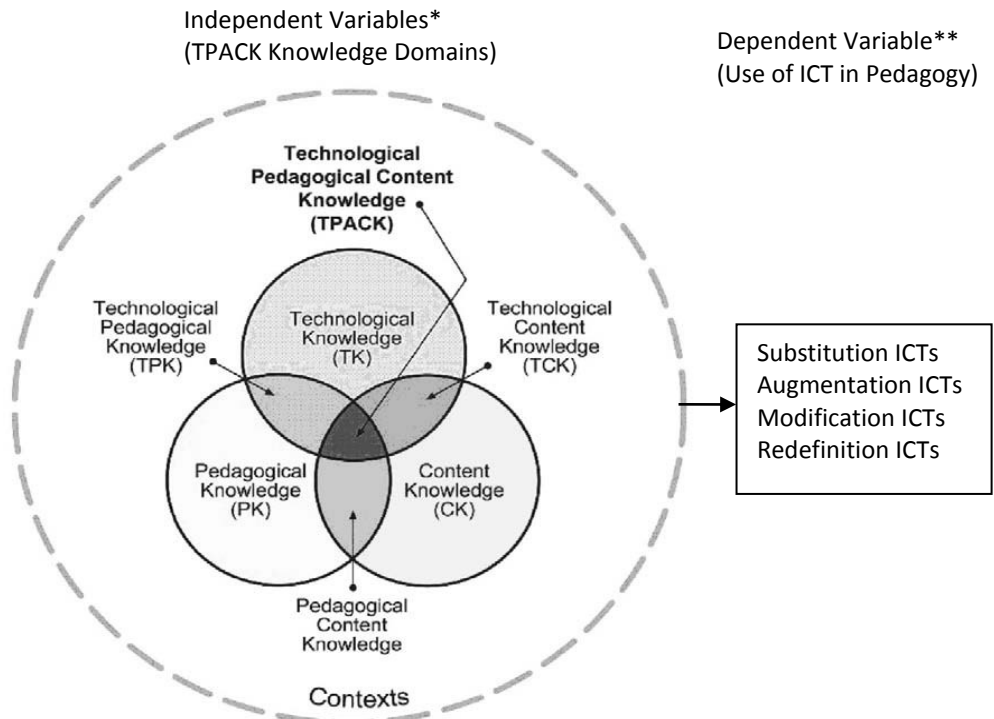 Independent Variables*
(TPACK Knowledge Domains)
Dependent Variable**
(Use of ICT in Pedagogy)
Technological
Pedagogical Content
Knowledge
(TPACK)
Technological
Pedagogical
Knowledge
(TPK)
Technological
Knowledge
(TK)
Technological
Content
Knowledge
(TCK)
Substitution ICTs
Augmentation ICTs
Modification ICTs
Redefinition ICTs
Pedagogical
Knowledge
(PK)
Content
Knowledge
(CK)
Pedagogical
Content
Knowledge
Contexts